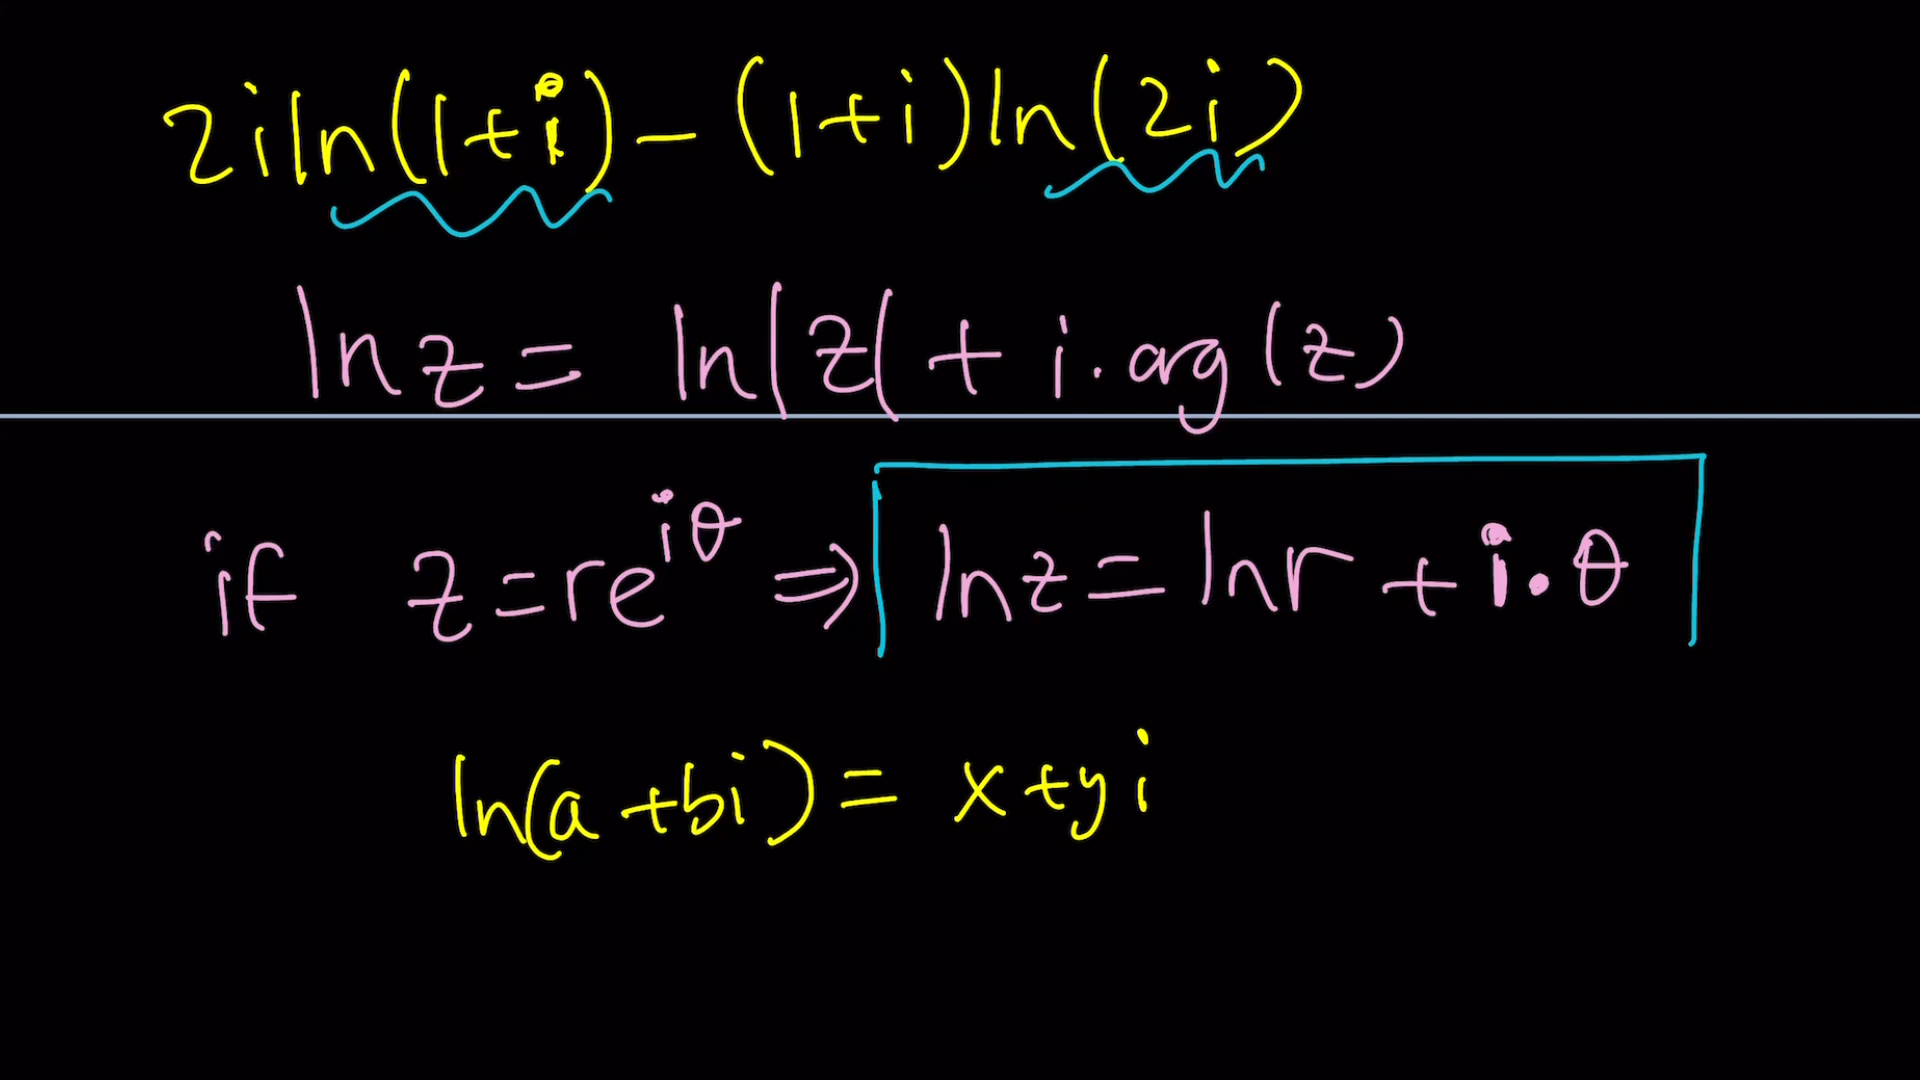 2i ln(1+i) – (1+i) ln(2i)
ln z = ln|z| + i·arg(z)
if z = re^{iθ} ⇒ ln z = ln r + i·θ
ln(a+bi) = x+yi